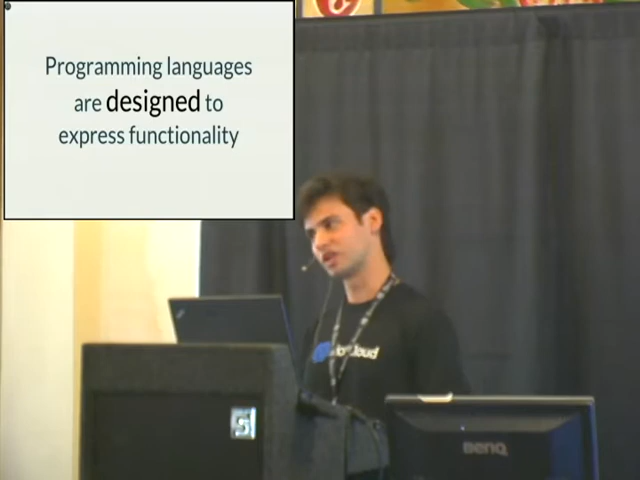 Programming languages
are designed to
express functionality
BenQ